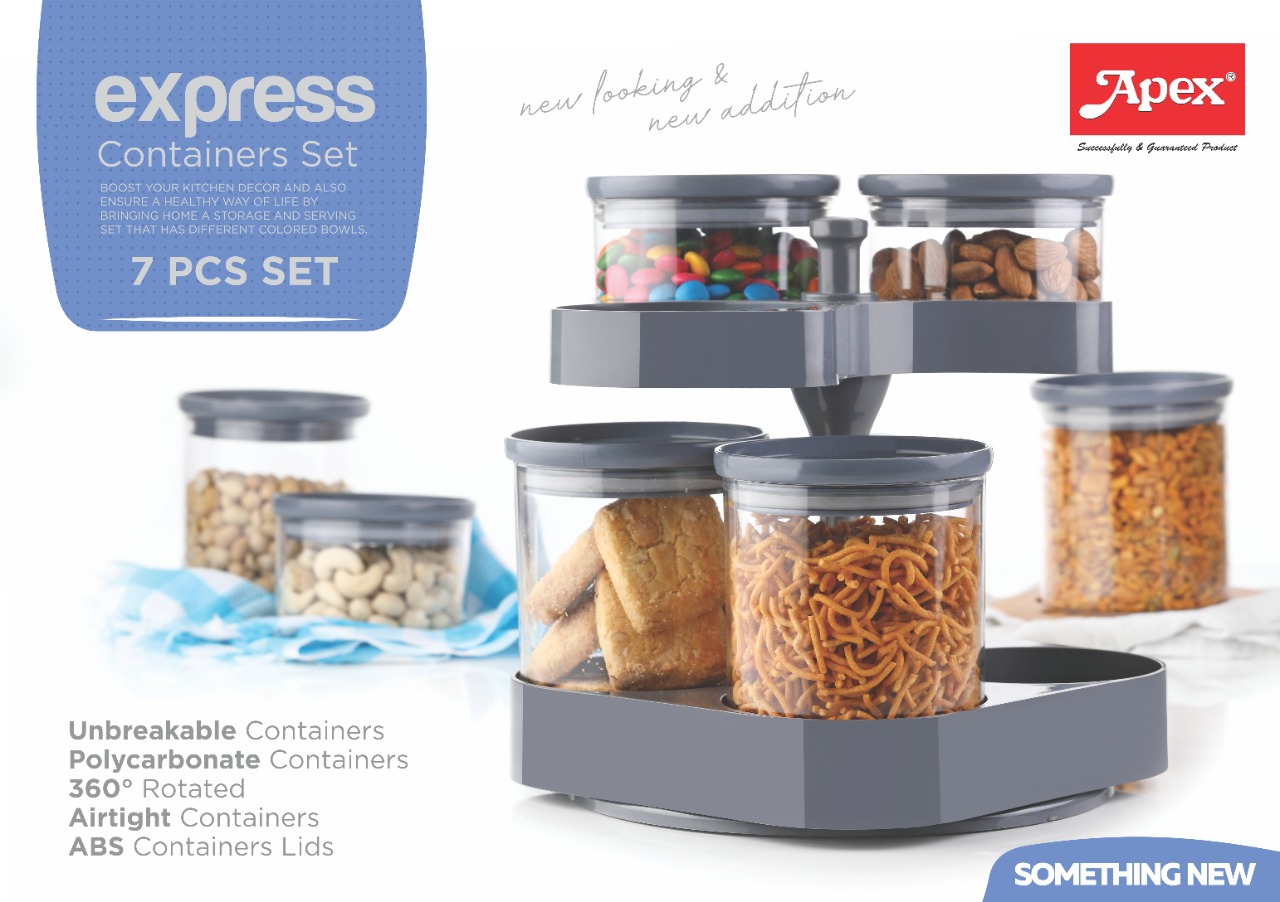 express
Containers Set
BOOST YOUR KITCHEN DECOR AND ALSO
ENSURE A HEALTHY WAY OF LIFE BY
BRINGING HOME A STORAGE AND SERVING
SET THAT HAS DIFFERENT COLORED BOWLS.
7 PCS SET
new looking &
new addition
Apex®
Successfully & Guaranteed Product
Unbreakable Containers
Polycarbonate Containers
360° Rotated
Airtight Containers
ABS Containers Lids
SOMETHING NEW